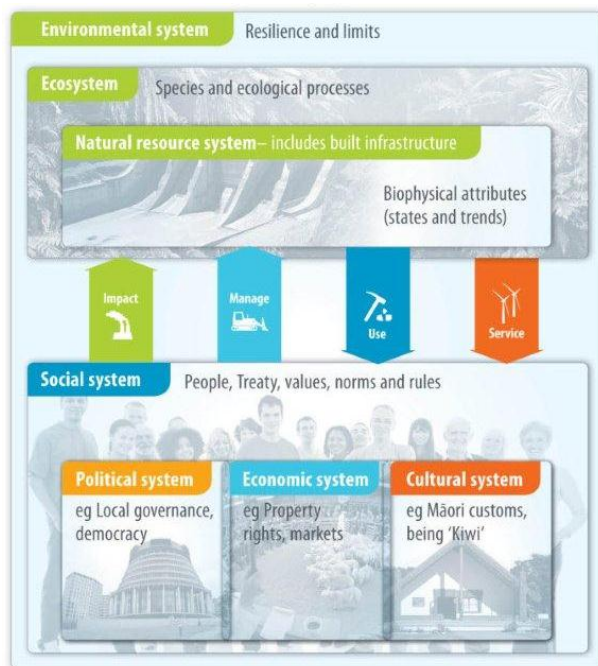 Environmental system Resilience and limits
Ecosystem Species and ecological processes
Natural resource system– includes built infrastructure
Biophysical attributes
(states and trends)
Impact
Manage
Use
Service
Social system People, Treaty, values, norms and rules
Political system
eg Local governance,
democracy
Economic system
eg Property
rights, markets
Cultural system
eg Māori customs,
being ‘Kiwi’